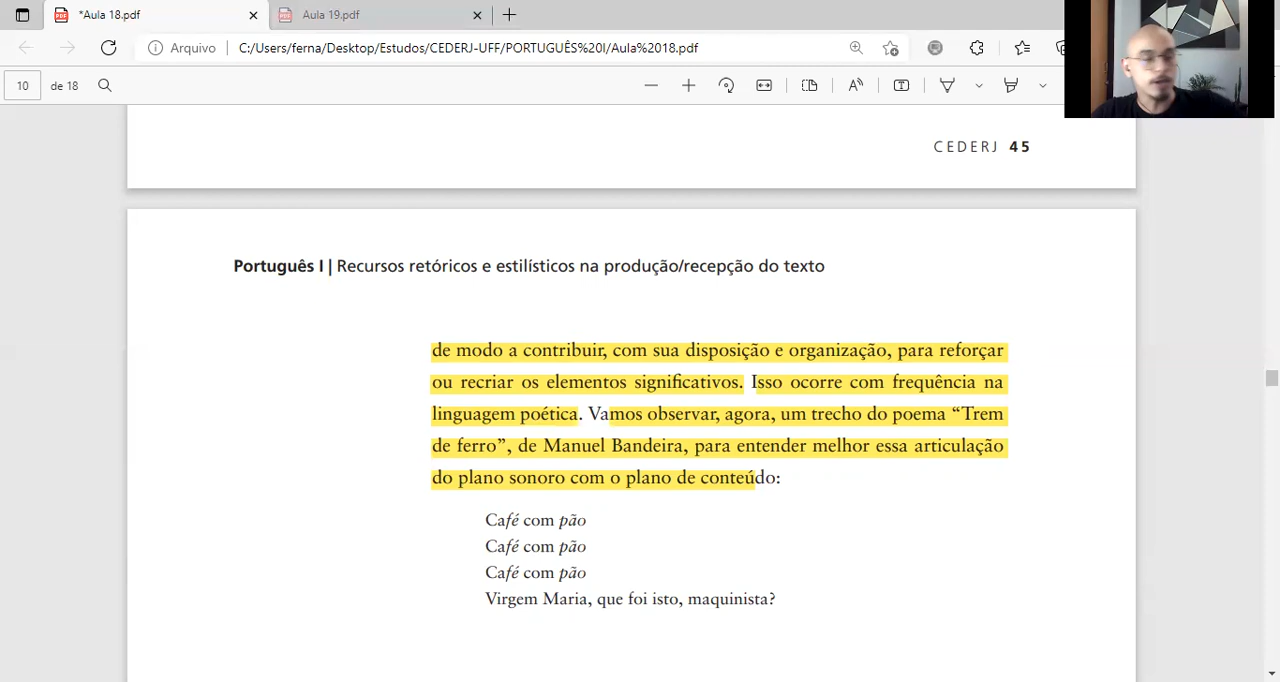 *Aula 18.pdf
Aula 19.pdf
Arquivo C:/Users/ferna/Desktop/Estudos/CEDERJ-UFF/PORTUGUÊS%20I/Aula%2018.pdf
10 de 18
CEDERJ 45
Português I | Recursos retóricos e estilísticos na produção/recepção do texto
de modo a contribuir, com sua disposição e organização, para reforçar
ou recriar os elementos significativos. Isso ocorre com frequência na
linguagem poética. Vamos observar, agora, um trecho do poema “Trem
de ferro”, de Manuel Bandeira, para entender melhor essa articulação
do plano sonoro com o plano de conteúdo:
Café com pão
Café com pão
Café com pão
Virgem Maria, que foi isto, maquinista?